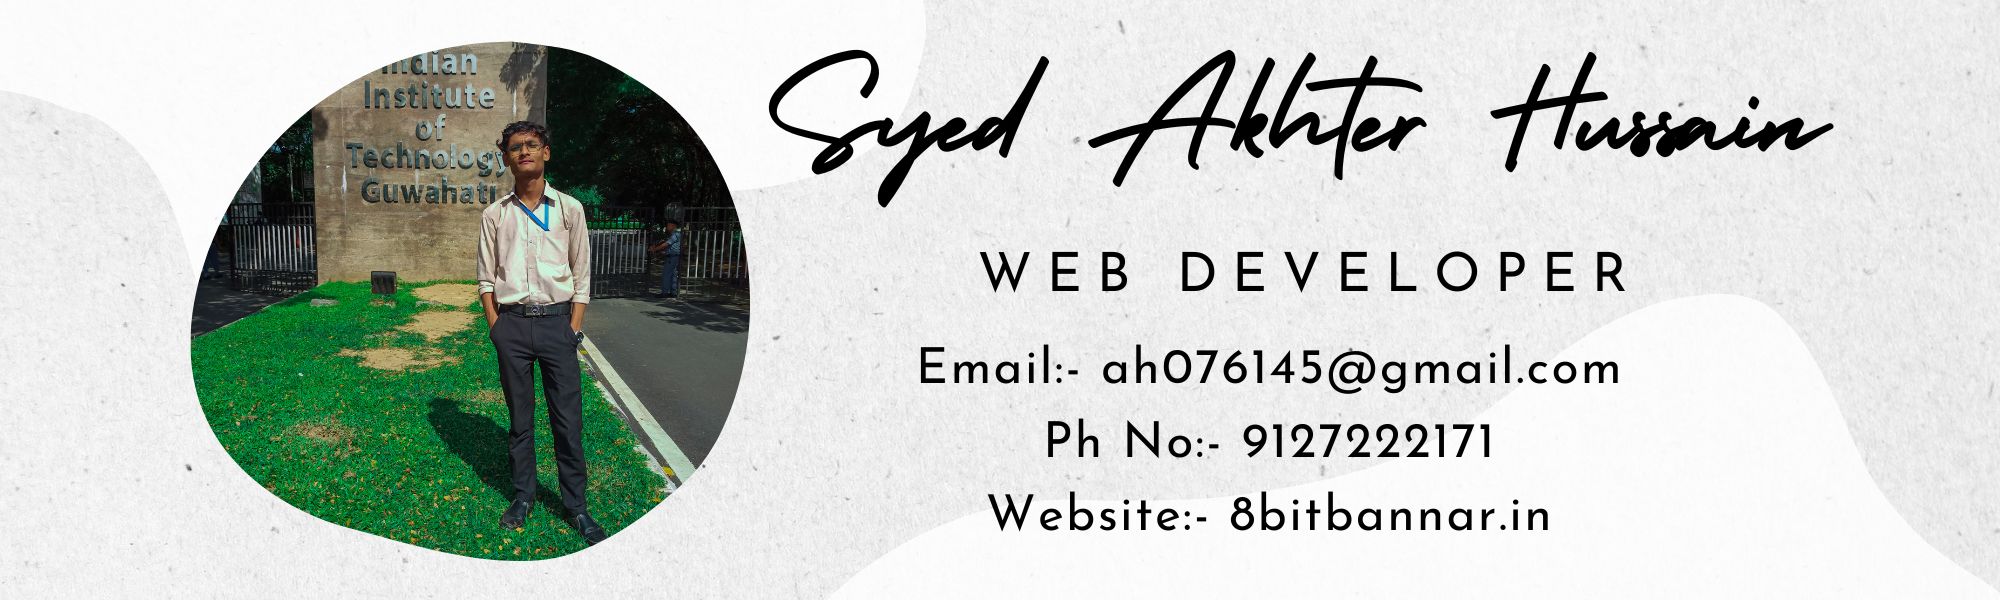 Indian
Institute
of
Technology
Guwahati
Syed Akhter Hussain
WEB DEVELOPER
Email:- ah076145@gmail.com
Ph No:- 9127222171
Website:- 8bitbannar.in